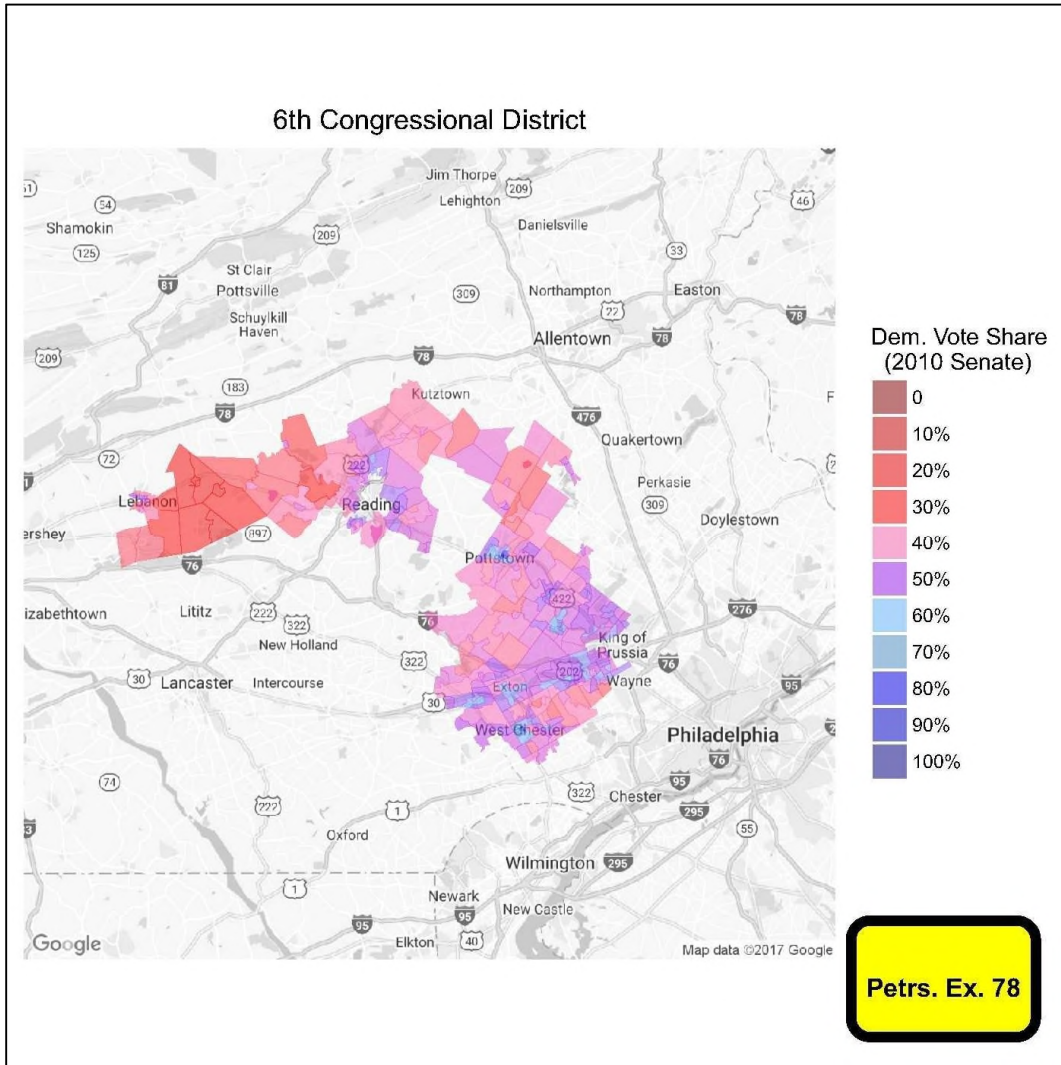 6th Congressional District
Jim Thorpe
209
Lehighton
51
54
46
Shamokin
Danielsville
125
209
33
St Clair
81
Pottsville
309
Northampton
Easton
22
Schuylkill
Haven
78
Allentown
209
78
78
183
Kutztown
78
476
Quakertown
72
222
Perkasie
Lebanon
Reading
309
Doylestown
ershey
897
Pottstown
76
422
276
Lititz
222
76
King of
Prussia
izabethtown
322
New Holland
322
76
202
Wayne
30
Lancaster
Intercourse
Exton
95
30
West Chester
Philadelphia
76
74
95
322
Chester
222
1
295
Oxford
55
Wilmington
295
1
Newark
95
New Castle
95
Elkton
40
Google
Map data ©2017 Google
Dem. Vote Share
(2010 Senate)
0
10%
20%
30%
40%
50%
60%
70%
80%
90%
100%
Petrs. Ex. 78